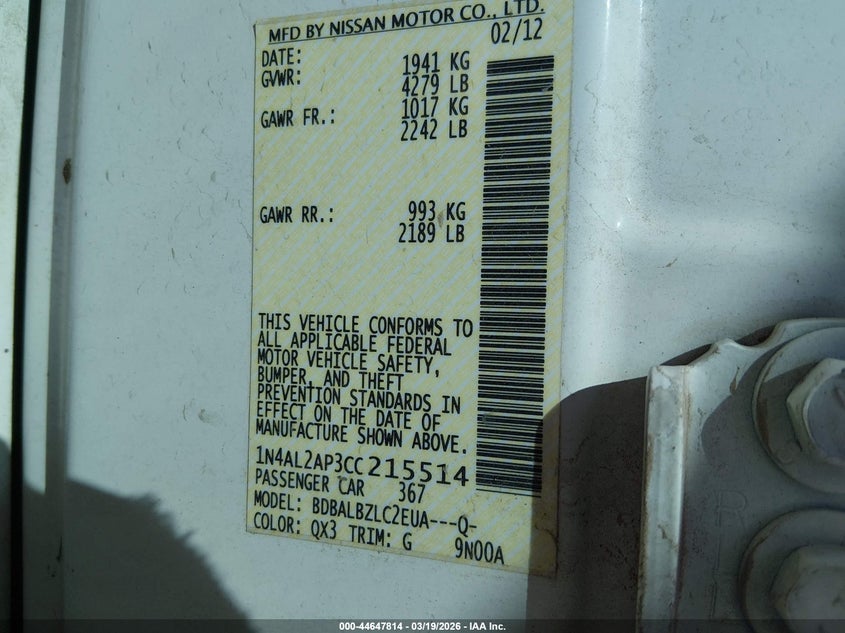 MFD BY NISSAN MOTOR CO., LTD.
DATE: 02/12
GVWR: 1941 KG
4279 LB
GAWR FR.: 1017 KG
2242 LB
GAWR RR.: 993 KG
2189 LB
THIS VEHICLE CONFORMS TO
ALL APPLICABLE FEDERAL
MOTOR VEHICLE SAFETY,
BUMPER, AND THEFT
PREVENTION STANDARDS IN
EFFECT ON THE DATE OF
MANUFACTURE SHOWN ABOVE.
1N4AL2AP3CC215514
PASSENGER CAR 367
MODEL: BDBALBZLC2EUA---Q-
COLOR: QX3 TRIM: G 9N00A
000-44647814 - 03/19/2026 - IAA Inc.